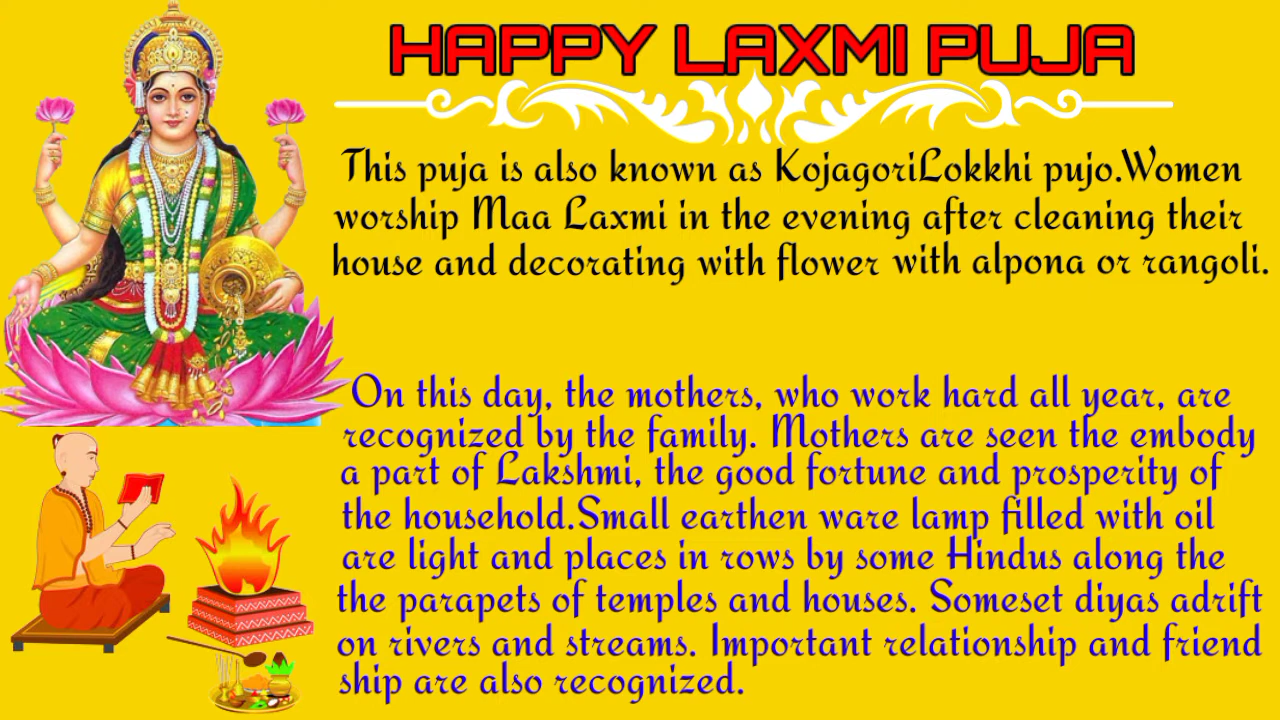 HAPPY LAXMI PUJA
This puja is also known as KojagoriLokkhi pujo.Women
worship Maa Laxmi in the evening after cleaning their
house and decorating with flower with alpona or rangoli.
On this day, the mothers, who work hard all year, are
recognized by the family. Mothers are seen the embody
a part of Lakshmi, the good fortune and prosperity of
the household.Small earthen ware lamp filled with oil
are light and places in rows by some Hindus along the
the parapets of temples and houses. Someset diyas adrift
on rivers and streams. Important relationship and friend
ship are also recognized.